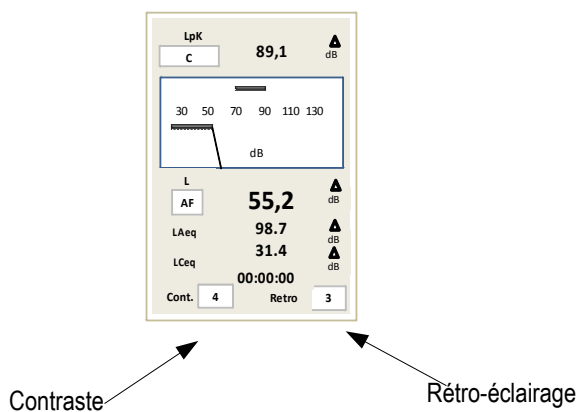 LpK
C 89,1 dB
30 50 70 90 110 130
dB
L
AF 55,2 dB
LAeq 98.7 dB
LCeq 31.4 dB
00:00:00
Cont. 4 Retro 3
Contraste Rétro-éclairage